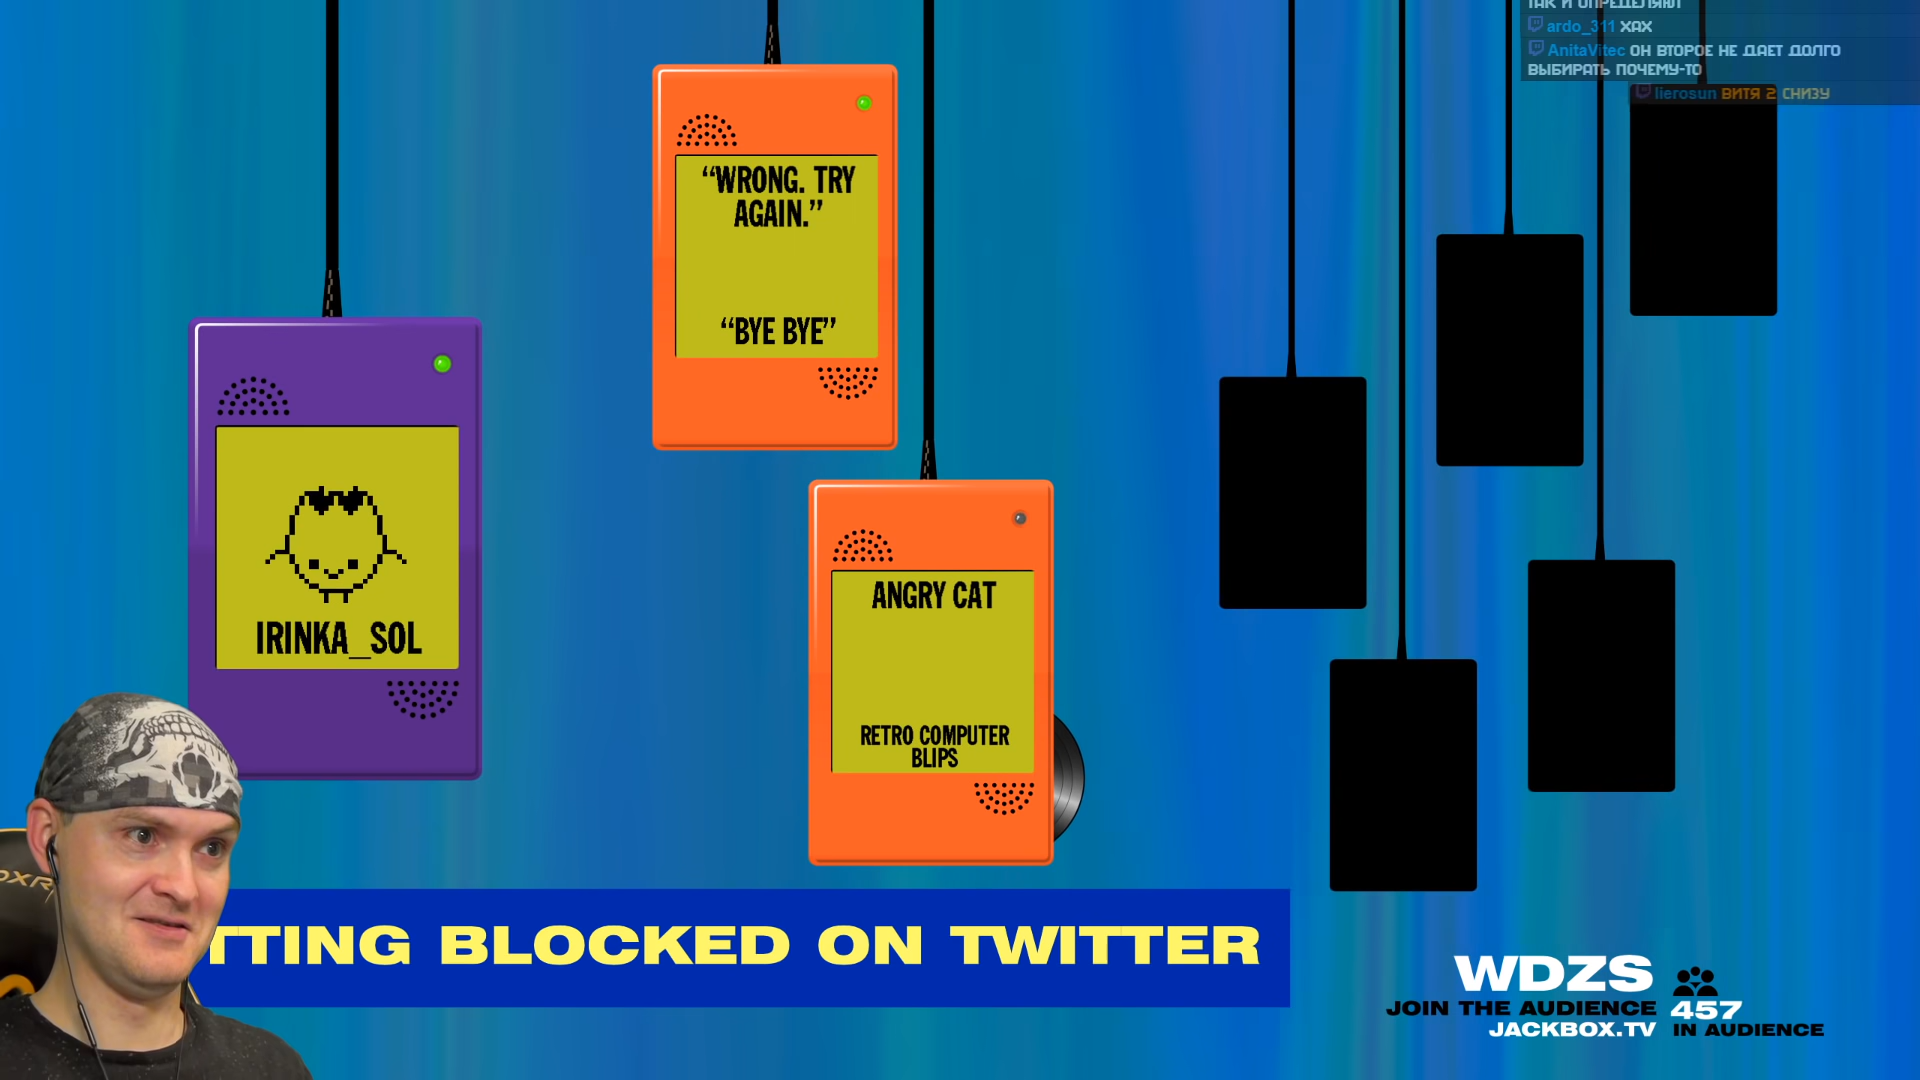 ТАК И ОПРЕДЕЛЯЮТ
ardo_311 ХАХ
AnitaVitec ОН ВТОРОЕ НЕ ДАЕТ ДОЛГО
ВЫБИРАТЬ ПОЧЕМУ-ТО
lierosun ВИТЯ 2 СНИЗУ
“WRONG. TRY
AGAIN.”
“BYE BYE”
IRINKA_SOL
ANGRY CAT
RETRO COMPUTER
BLIPS
TTING BLOCKED ON TWITTER
WDZS
JOIN THE AUDIENCE
JACKBOX.TV
457
IN AUDIENCE